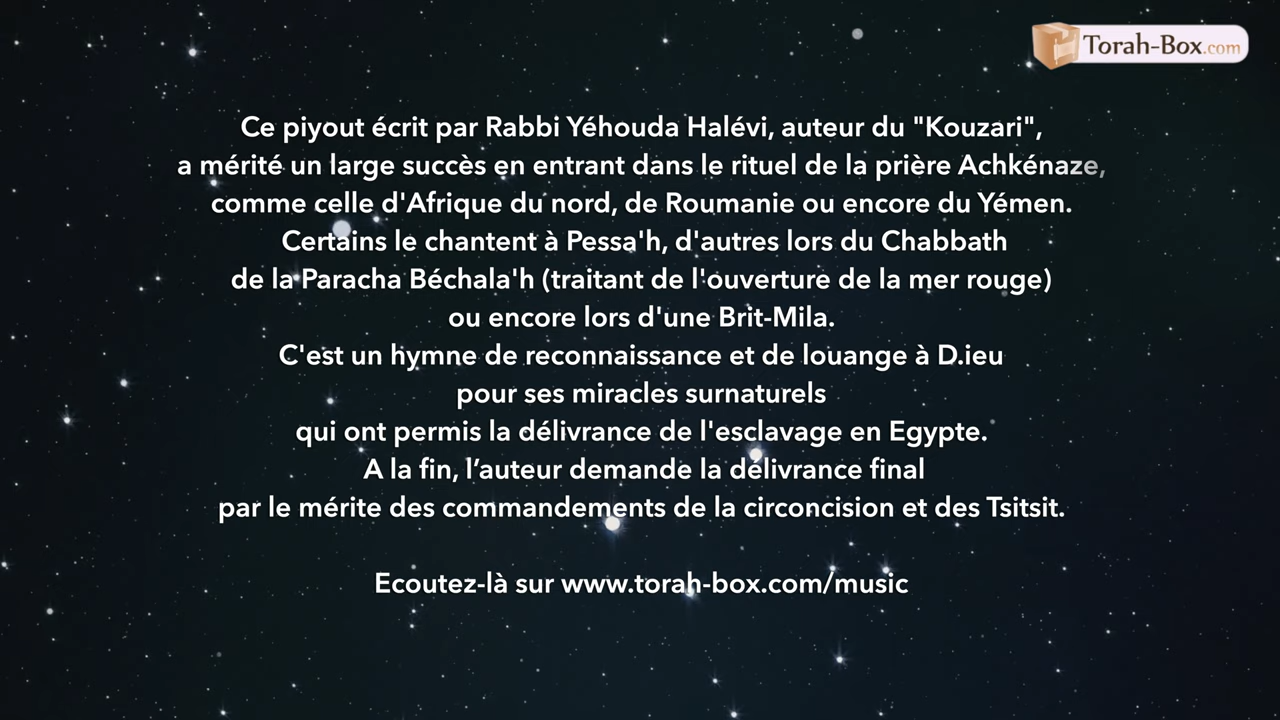 Torah-Box.com
Ce piyout écrit par Rabbi Yéhouda Halévi, auteur du "Kouzari",
a mérité un large succès en entrant dans le rituel de la prière Achkénaze,
comme celle d'Afrique du nord, de Roumanie ou encore du Yémen.
Certains le chantent à Pessa'h, d'autres lors du Chabbath
de la Paracha Béchala'h (traitant de l'ouverture de la mer rouge)
ou encore lors d'une Brit-Mila.
C'est un hymne de reconnaissance et de louange à D.ieu
pour ses miracles surnaturels
qui ont permis la délivrance de l'esclavage en Egypte.
A la fin, l’auteur demande la délivrance final
par le mérite des commandements de la circoncision et des Tsitsit.
Ecoutez-là sur www.torah-box.com/music